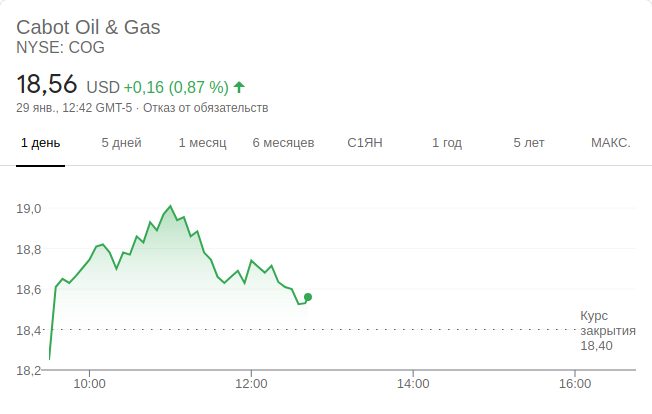 Cabot Oil & Gas
NYSE: COG
18,56 USD +0,16 (0,87 %)
29 янв., 12:42 GMT-5 · Отказ от обязательств
1 день 5 дней 1 месяц 6 месяцев С1ЯН 1 год 5 лет МАКС.
19,0
18,8
18,6
18,4
Курс
закрытия
18,40
18,2
10:00 12:00 14:00 16:00